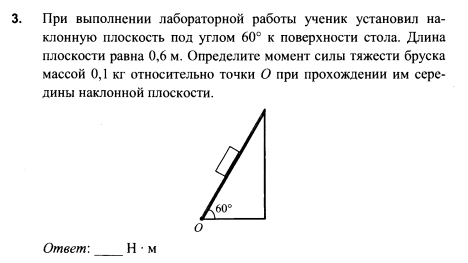 3. При выполнении лабораторной работы ученик установил на-
клонную плоскость под углом 60° к поверхности стола. Длина
плоскости равна 0,6 м. Определите момент силы тяжести бруска
массой 0,1 кг относительно точки О при прохождении им сере-
дины наклонной плоскости.
60°
О
Ответ: ____ Н · м